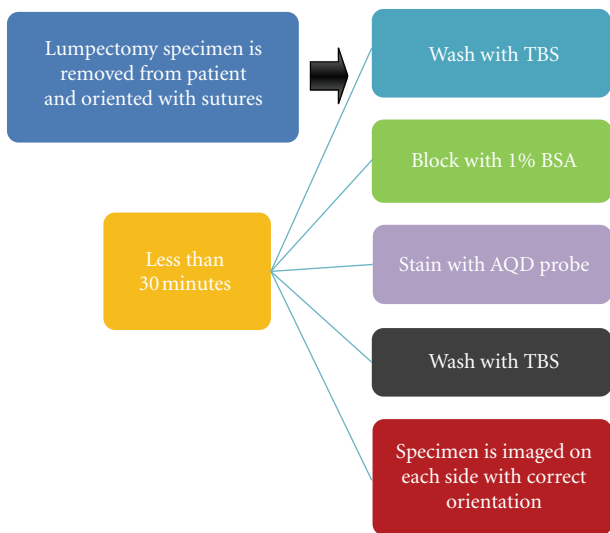 Lumpectomy specimen is
removed from patient
and oriented with sutures
Wash with TBS
Block with 1% BSA
Less than
30 minutes
Stain with AQD probe
Wash with TBS
Specimen is imaged on
each side with correct
orientation